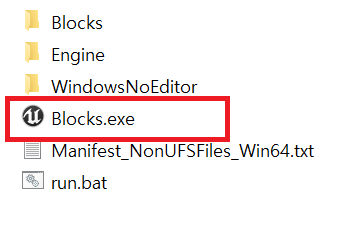 Blocks
Engine
WindowsNoEditor
Blocks.exe
Manifest_NonUFSFiles_Win64.txt
run.bat